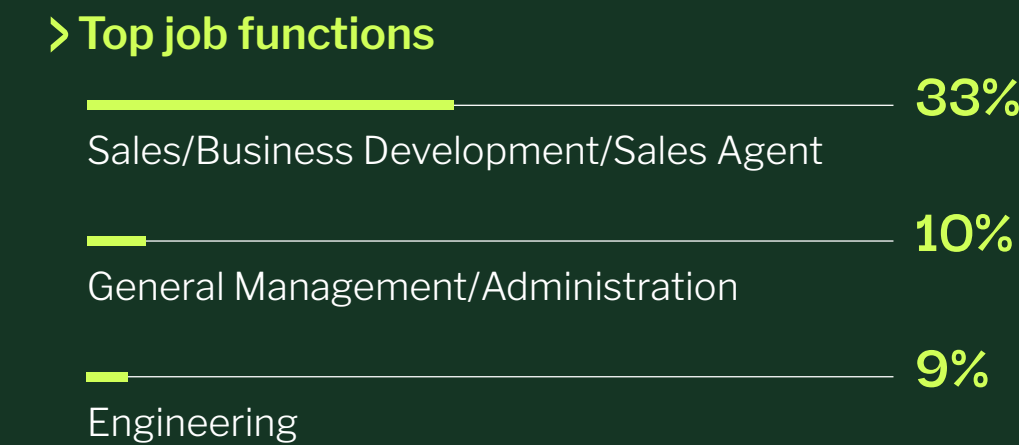 > Top job functions
33%
Sales/Business Development/Sales Agent
10%
General Management/Administration
9%
Engineering